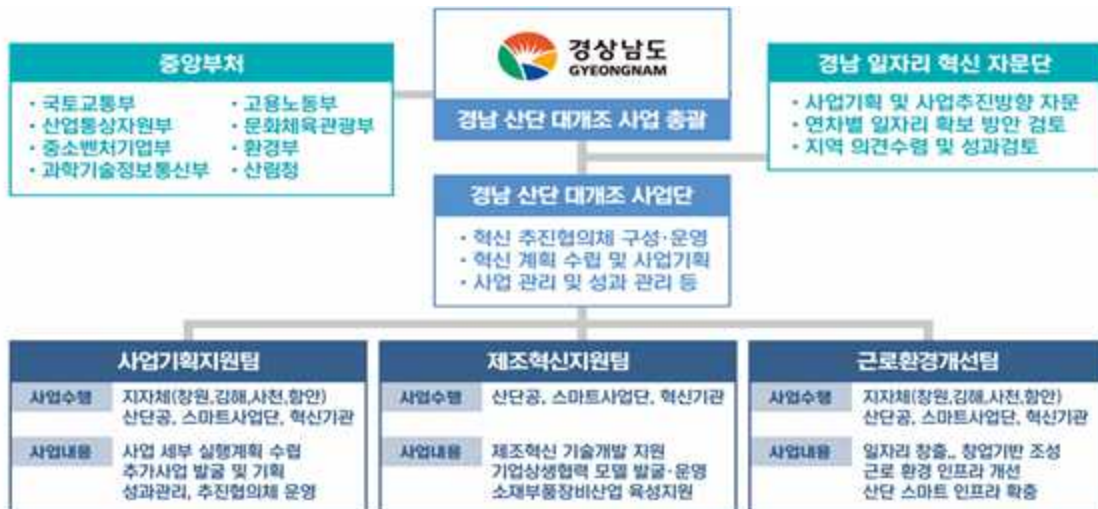 경상남도
GYEONGNAM
경남 산단 대개조 사업 총괄
중앙부처
· 국토교통부
· 산업통상자원부
· 중소벤처기업부
· 과학기술정보통신부
· 고용노동부
· 문화체육관광부
· 환경부
· 산림청
경남 일자리 혁신 자문단
· 사업기획 및 사업추진방향 자문
· 연차별 일자리 확보 방안 검토
· 지역 의견수렴 및 성과검토
경남 산단 대개조 사업단
· 혁신 추진협의체 구성·운영
· 혁신 계획 수립 및 사업기획
· 사업 관리 및 성과 관리 등
사업기획지원팀
사업수행
지자체(창원,김해,사천,함안)
산단공, 스마트사업단, 혁신기관
사업내용
사업 세부 실행계획 수립
추가사업 발굴 및 기획
성과관리, 추진협의체 운영
제조혁신지원팀
사업수행
산단공, 스마트사업단, 혁신기관
사업내용
제조혁신 기술개발 지원
기업상생협력 모델 발굴·운영
소재부품장비산업 육성지원
근로환경개선팀
사업수행
지자체(창원,김해,사천,함안)
산단공, 스마트사업단, 혁신기관
사업내용
일자리 창출,, 창업기반 조성
근로 환경 인프라 개선
산단 스마트 인프라 확충